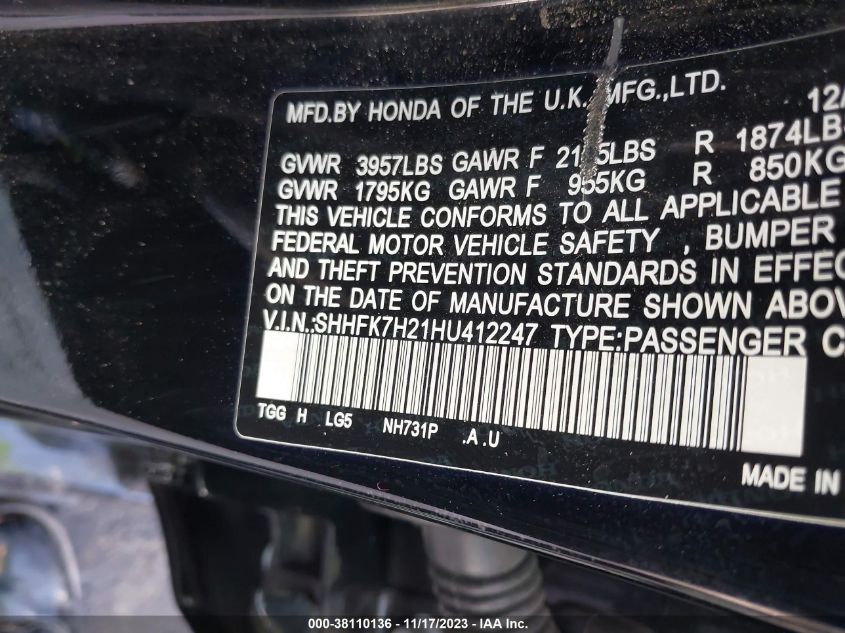 MFD.BY HONDA OF THE U.K. MFG.,LTD. 12/
GVWR 3957LBS GAWR F LBS R 1874LB
GVWR 1795KG GAWR F 955KG R 850KG
THIS VEHICLE CONFORMS TO ALL APPLICABLE
FEDERAL MOTOR VEHICLE SAFETY , BUMPER
AND THEFT PREVENTION STANDARDS IN EFFEC
ON THE DATE OF MANUFACTURE SHOWN ABOV
V.I.N.:SHHFK7H21HU412247 TYPE:PASSENGER C
TGG H LG5 NH731P .A.U
MADE IN
000-38110136 - 11/17/2023 - IAA Inc.